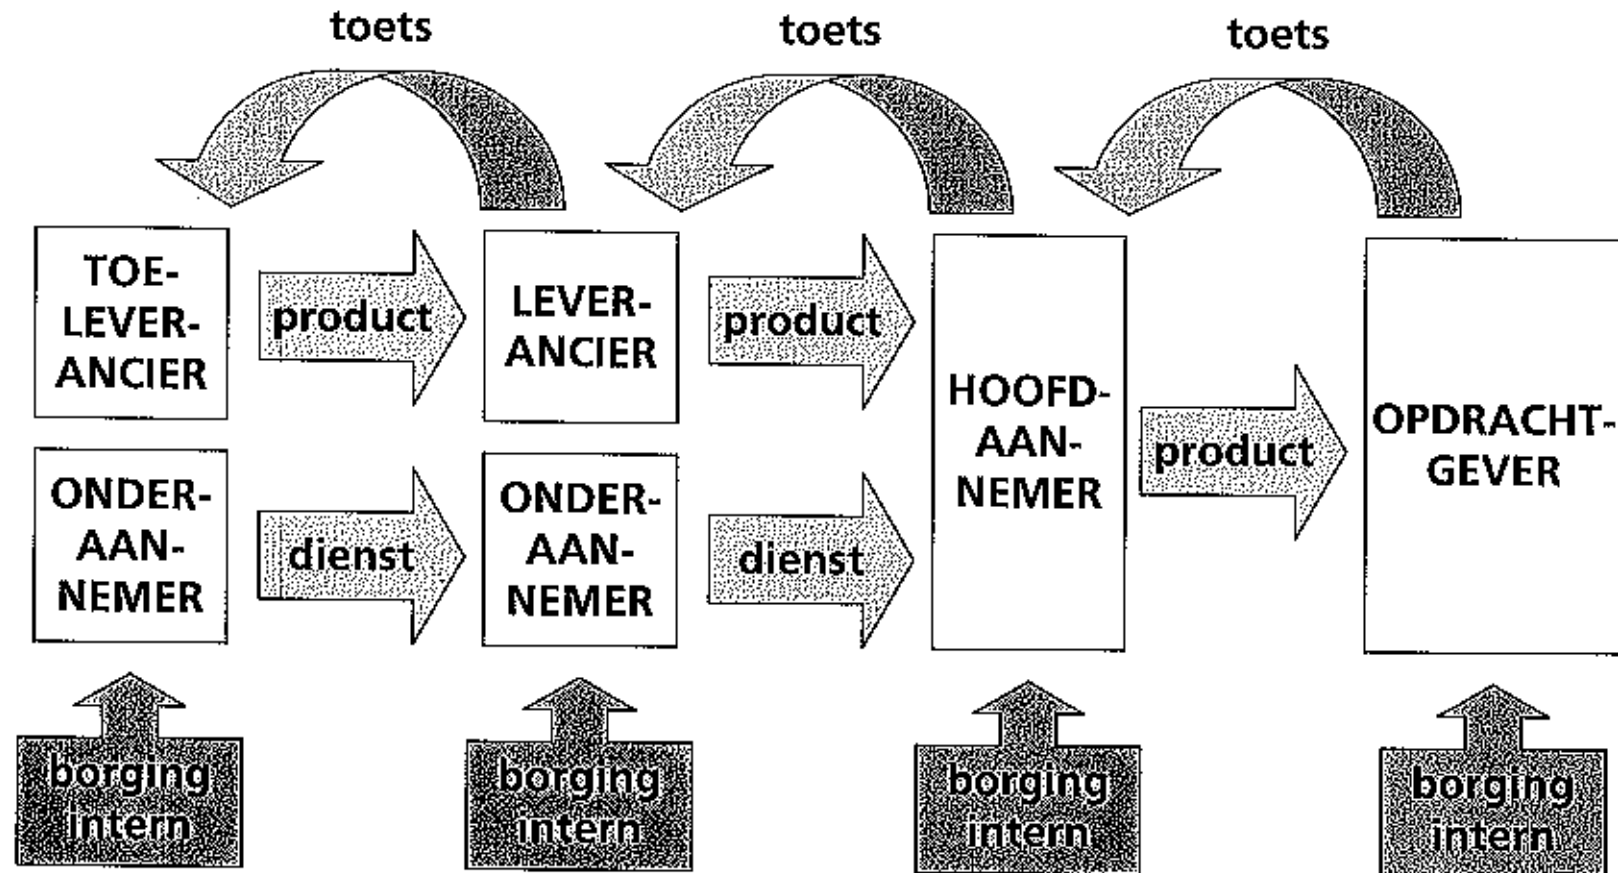 toets
toets
toets
TOE-
LEVER-
ANCIER
product
LEVER-
ANCIER
product
HOOFD-
AAN-
NEMER
product
OPDRACHT-
GEVER
ONDER-
AAN-
NEMER
dienst
ONDER-
AAN-
NEMER
dienst
borging
intern
borging
intern
borging
intern
borging
intern